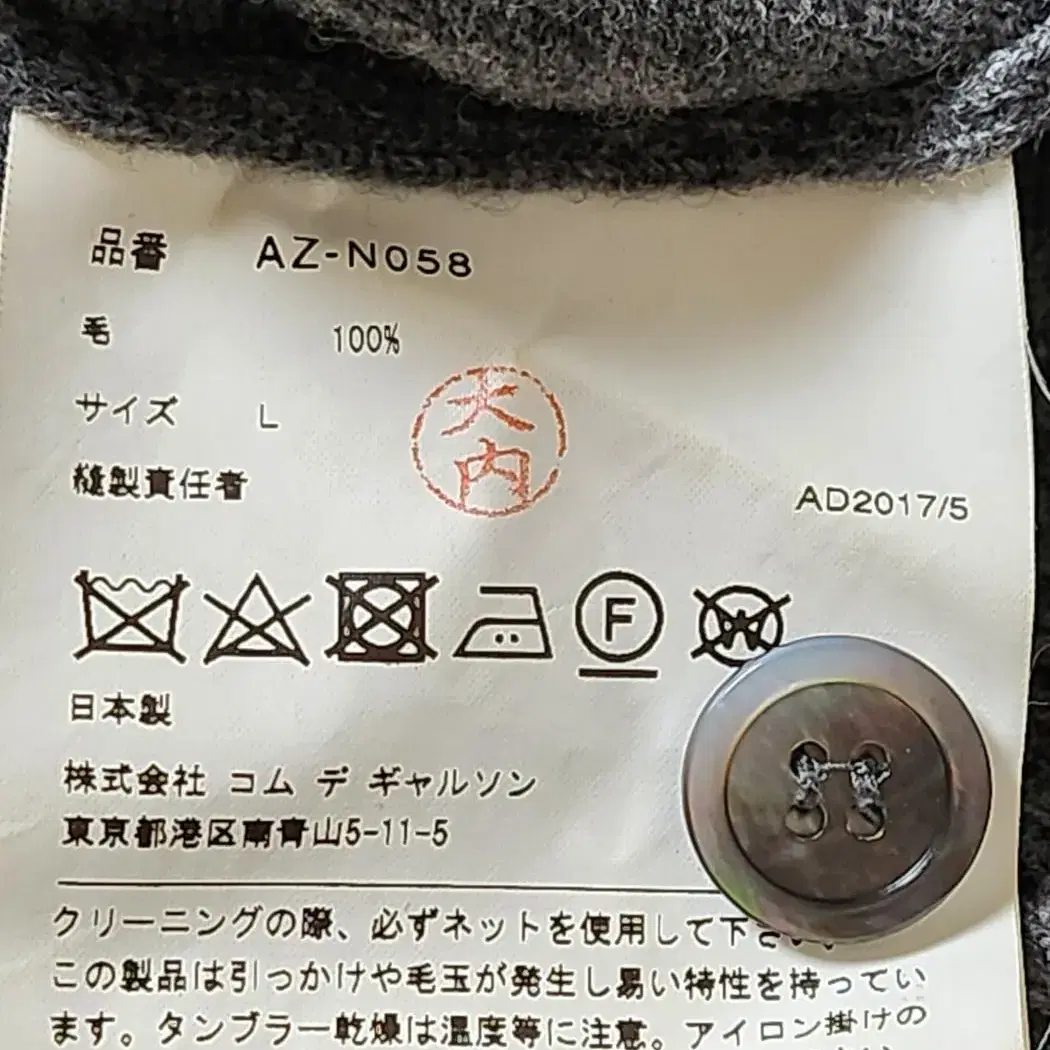 品番 AZ-N058
毛 100%
サイズ L
大内
縫製責任者
AD2017/5
F
W
日本製
株式会社 コム デ ギャルソン
東京都港区南青山5-11-5
クリーニングの際、必ずネットを使用して下さい。
この製品は引っかけや毛玉が発生し易い特性を持ってい
ます。タンブラー乾燥は温度等に注意。アイロン掛けの